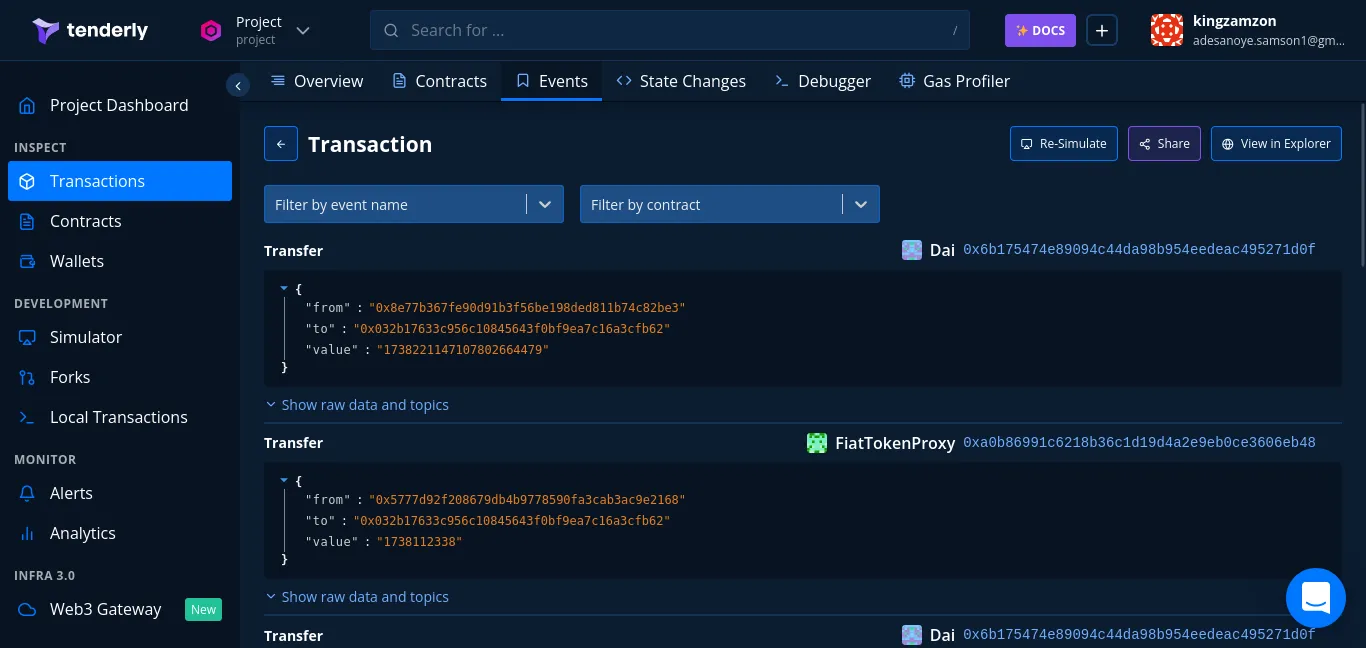 tenderly
Project
project
Search for ...
/
DOCS
+
kingzamzon
adesanoye.samson1@gm...
Overview
Contracts
Events
State Changes
Debugger
Gas Profiler
Project Dashboard
INSPECT
Transactions
Contracts
Wallets
DEVELOPMENT
Simulator
Forks
Local Transactions
MONITOR
Alerts
Analytics
INFRA 3.0
Web3 Gateway New
Transaction
Re-Simulate
Share
View in Explorer
Filter by event name
Filter by contract
Transfer
Dai 0x6b175474e89094c44da98b954eedeac495271d0f
{
"from" : "0x8e77b367fe90d91b3f56be198ded811b74c82be3"
"to" : "0x032b17633c956c10845643f0bf9ea7c16a3cfb62"
"value" : "1738221147107802664479"
}
Show raw data and topics
Transfer
FiatTokenProxy 0xa0b86991c6218b36c1d19d4a2e9eb0ce3606eb48
{
"from" : "0x5777d92f208679db4b9778590fa3cab3ac9e2168"
"to" : "0x032b17633c956c10845643f0bf9ea7c16a3cfb62"
"value" : "1738112338"
}
Show raw data and topics
Transfer
Dai 0x6b175474e89094c44da98b954eedeac495271d0f